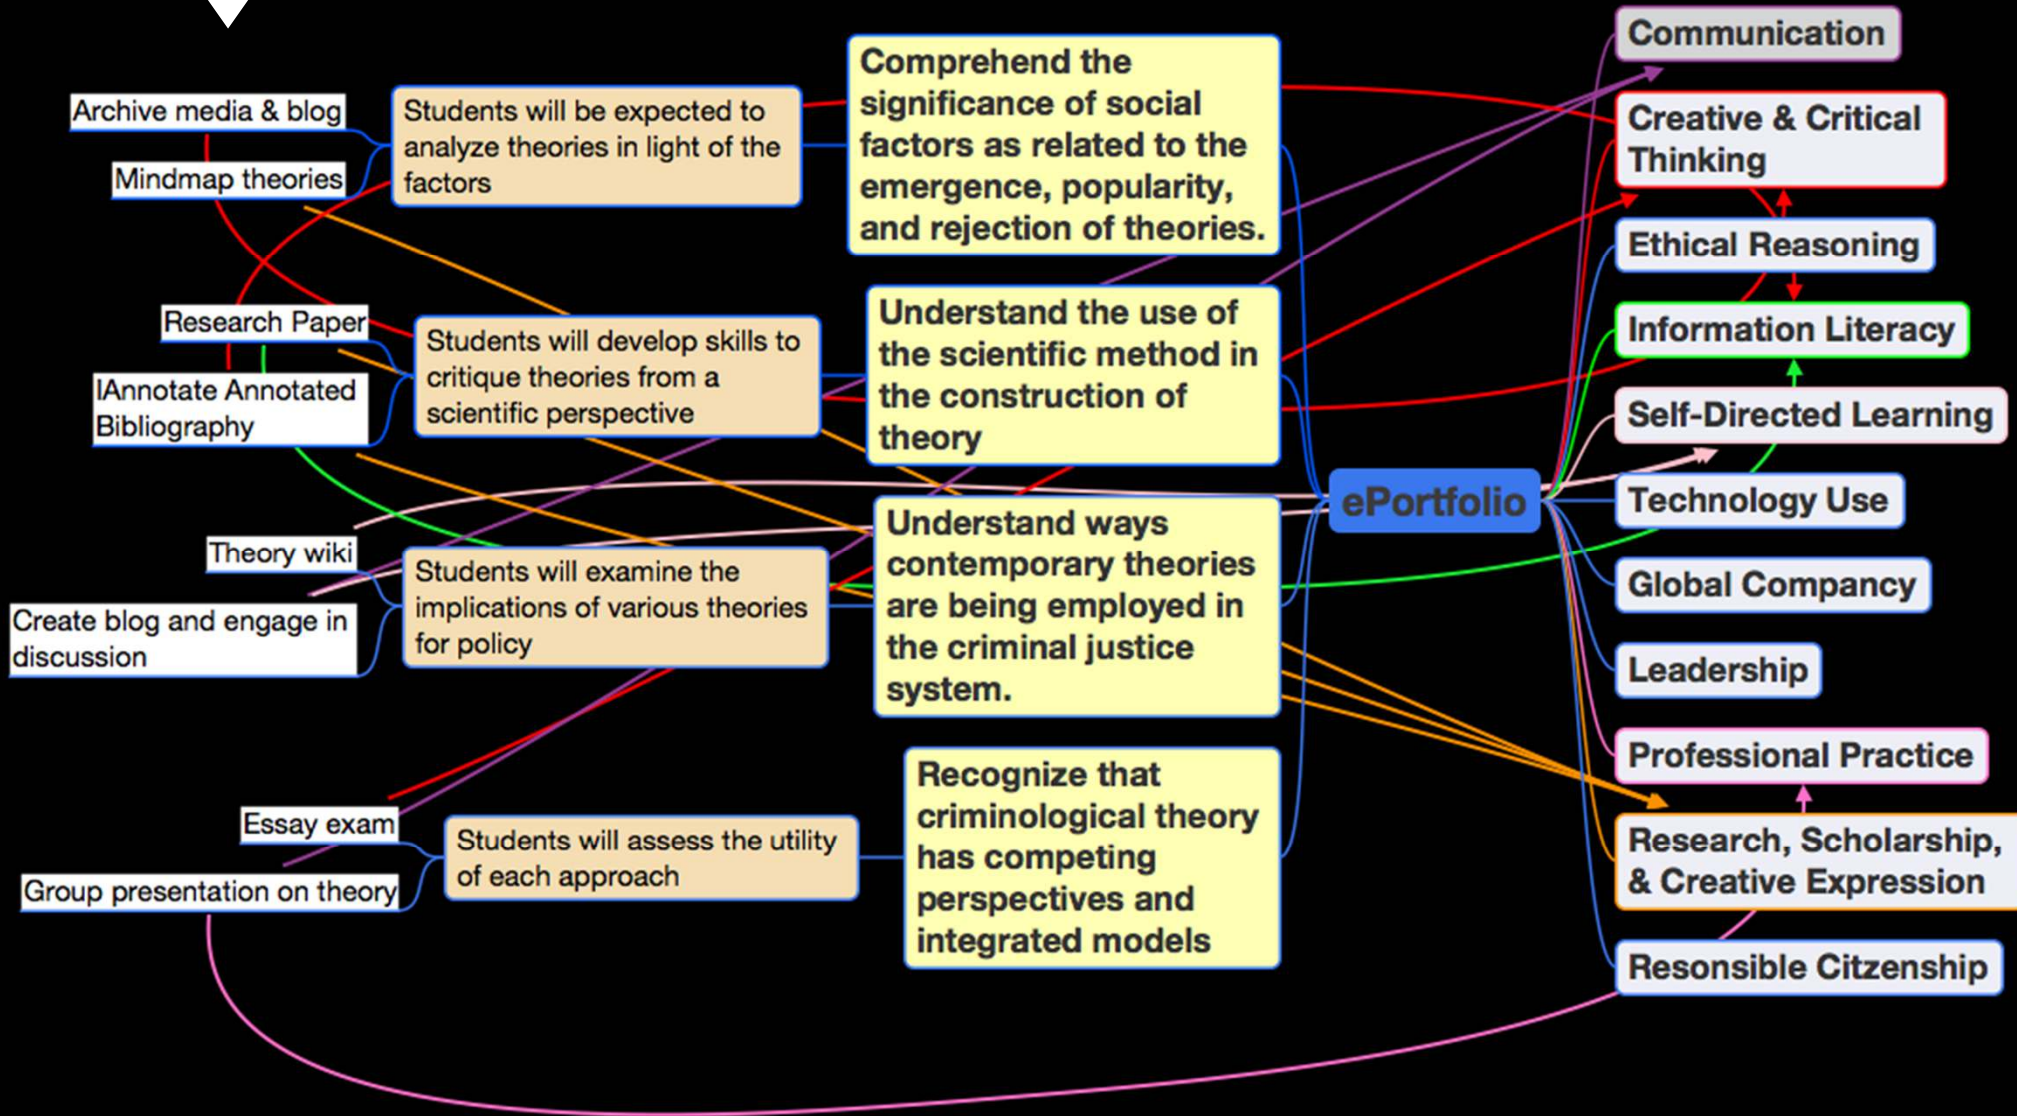 Archive media & blog
Mindmap theories
Students will be expected to
analyze theories in light of the
factors
Comprehend the
significance of social
factors as related to the
emergence, popularity,
and rejection of theories.
Research Paper
IAnnotate Annotated
Bibliography
Students will develop skills to
critique theories from a
scientific perspective
Understand the use of
the scientific method in
the construction of
theory
Theory wiki
Create blog and engage in
discussion
Students will examine the
implications of various theories
for policy
Understand ways
contemporary theories
are being employed in
the criminal justice
system.
Essay exam
Group presentation on theory
Students will assess the utility
of each approach
Recognize that
criminological theory
has competing
perspectives and
integrated models
ePortfolio
Communication
Creative & Critical
Thinking
Ethical Reasoning
Information Literacy
Self-Directed Learning
Technology Use
Global Compancy
Leadership
Professional Practice
Research, Scholarship,
& Creative Expression
Resonsible Citzenship